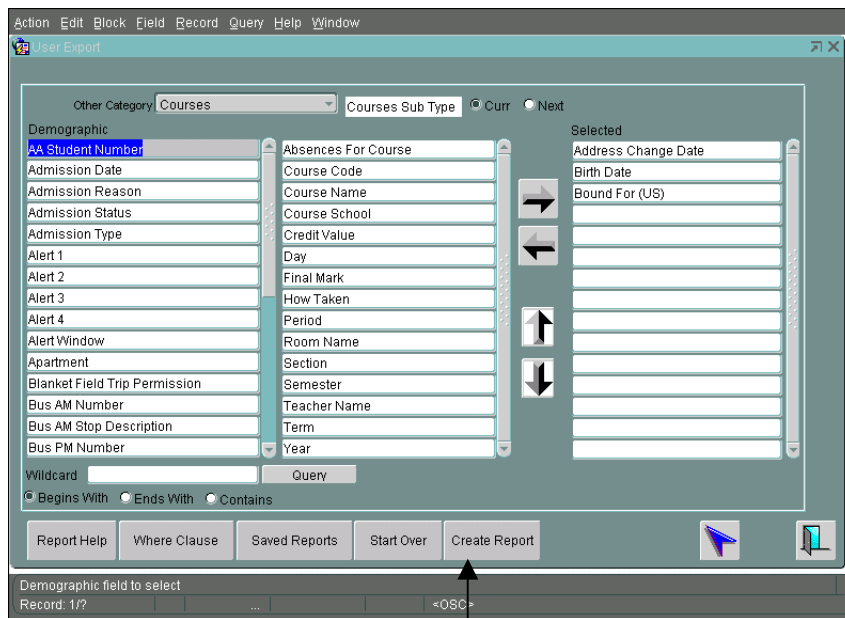 Action Edit Block Field Record Query Help Window
User Export
Other Category Courses Courses Sub Type Curr Next
Demographic Selected
AA Student Number Absences For Course Address Change Date
Admission Date Course Code Birth Date
Admission Reason Course Name Bound For (US)
Admission Status Course School
Admission Type Credit Value
Alert 1 Day
Alert 2 Final Mark
Alert 3 How Taken
Alert 4 Period
Alert Window Room Name
Apartment Section
Blanket Field Trip Permission Semester
Bus AM Number Teacher Name
Bus AM Stop Description Term
Bus PM Number Year
Wildcard Query
Begins With Ends With Contains
Report Help Where Clause Saved Reports Start Over Create Report
Demographic field to select
Record: 1/? ... <OSC>